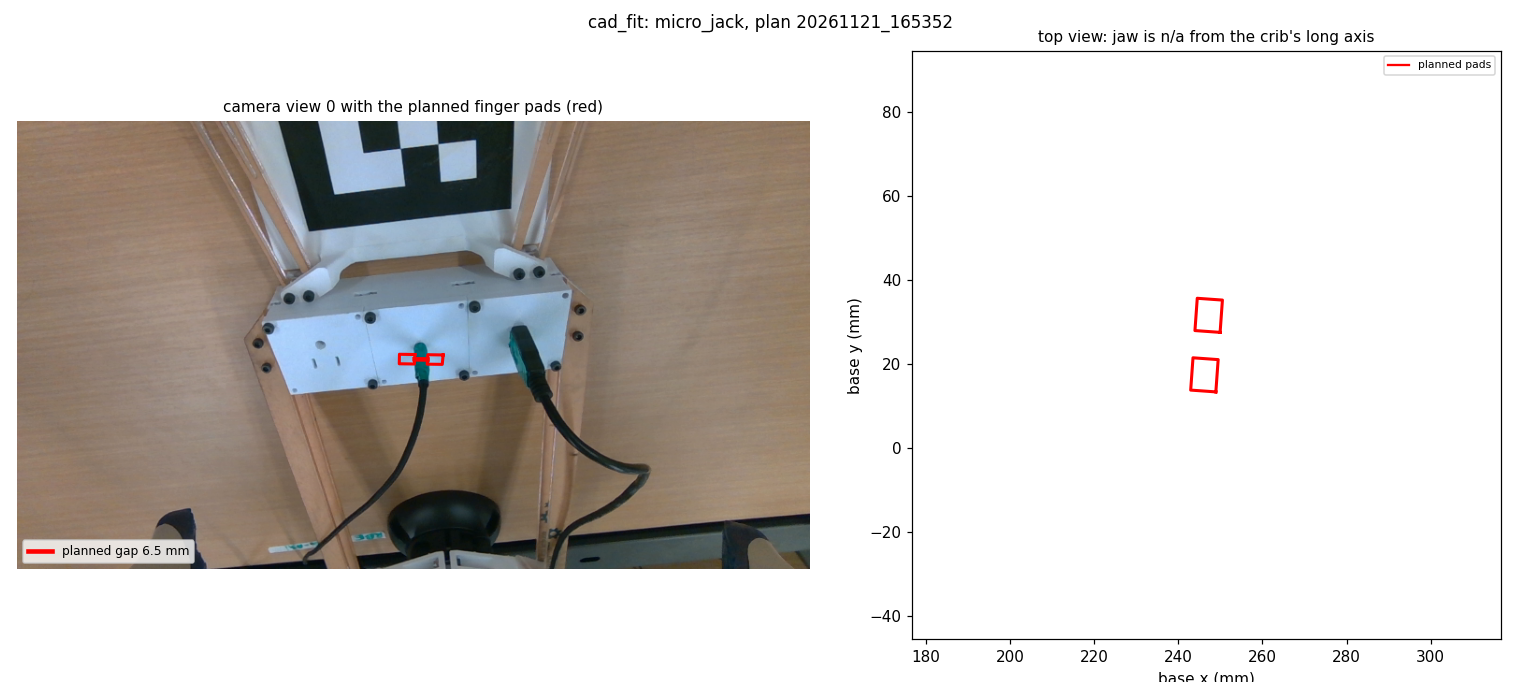 cad_fit: micro_jack, plan 20261121_165352
camera view 0 with the planned finger pads (red)
planned gap 6.5 mm
top view: jaw is n/a from the crib's long axis
planned pads
base y (mm)
80
60
40
20
0
−20
−40
180
200
220
240
260
280
300
base x (mm)